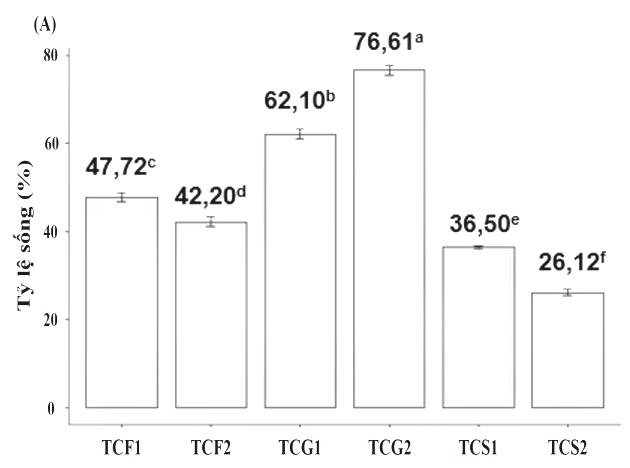 (A)
80
60
40
20
0
Tỷ lệ sống (%)
47,72ᶜ
42,20ᵈ
62,10ᵇ
76,61ᵃ
36,50ᵉ
26,12ᶠ
TCF1 TCF2 TCG1 TCG2 TCS1 TCS2